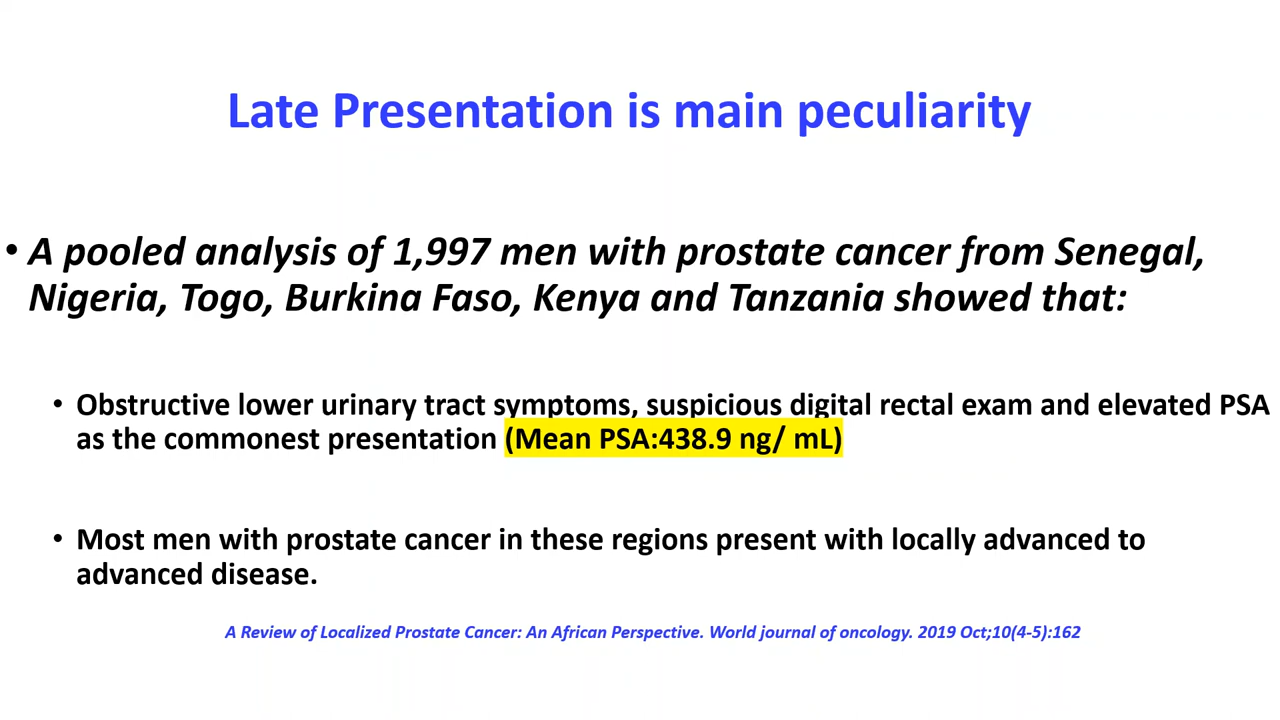 Late Presentation is main peculiarity
• A pooled analysis of 1,997 men with prostate cancer from Senegal,
Nigeria, Togo, Burkina Faso, Kenya and Tanzania showed that:
• Obstructive lower urinary tract symptoms, suspicious digital rectal exam and elevated PSA
as the commonest presentation (Mean PSA:438.9 ng/ mL)
• Most men with prostate cancer in these regions present with locally advanced to
advanced disease.
A Review of Localized Prostate Cancer: An African Perspective. World journal of oncology. 2019 Oct;10(4-5):162